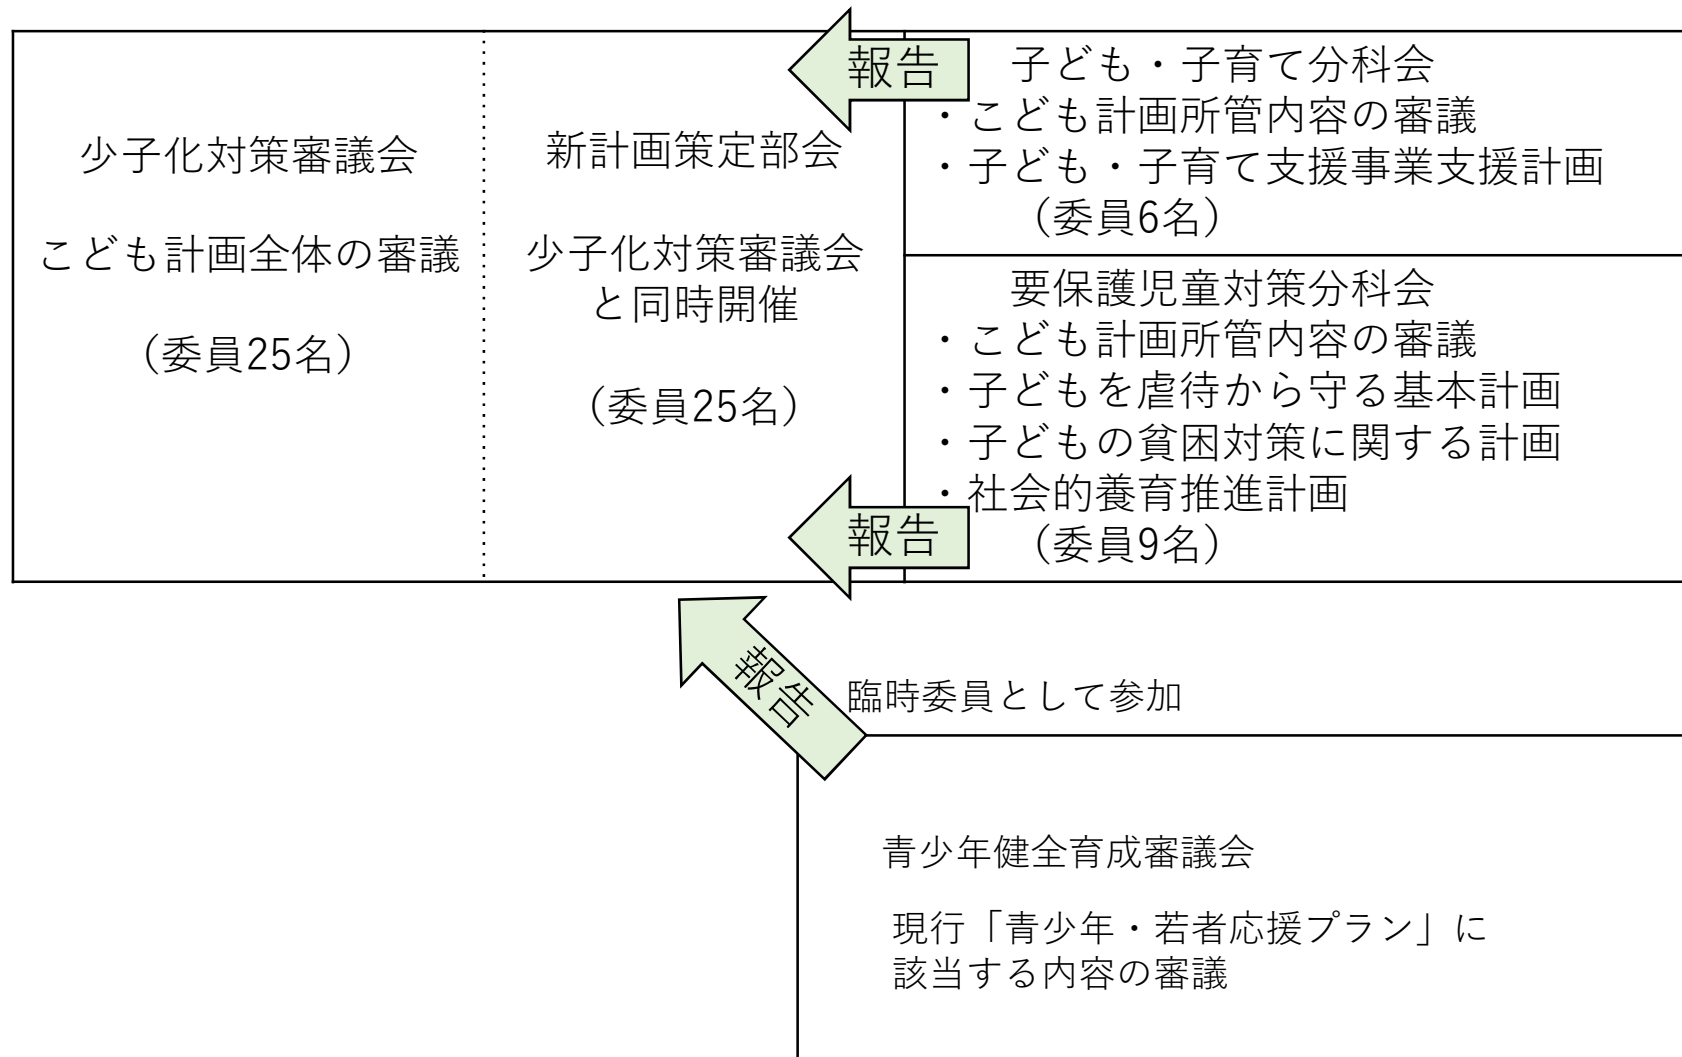 少子化対策審議会
こども計画全体の審議
（委員25名）
新計画策定部会
少子化対策審議会
と同時開催
（委員25名）
報告
子ども・子育て分科会
・こども計画所管内容の審議
・子ども・子育て支援事業支援計画
（委員6名）
要保護児童対策分科会
・こども計画所管内容の審議
・子どもを虐待から守る基本計画
・子どもの貧困対策に関する計画
・社会的養育推進計画
（委員9名）
報告
報告
臨時委員として参加
青少年健全育成審議会
現行「青少年・若者応援プラン」に
該当する内容の審議